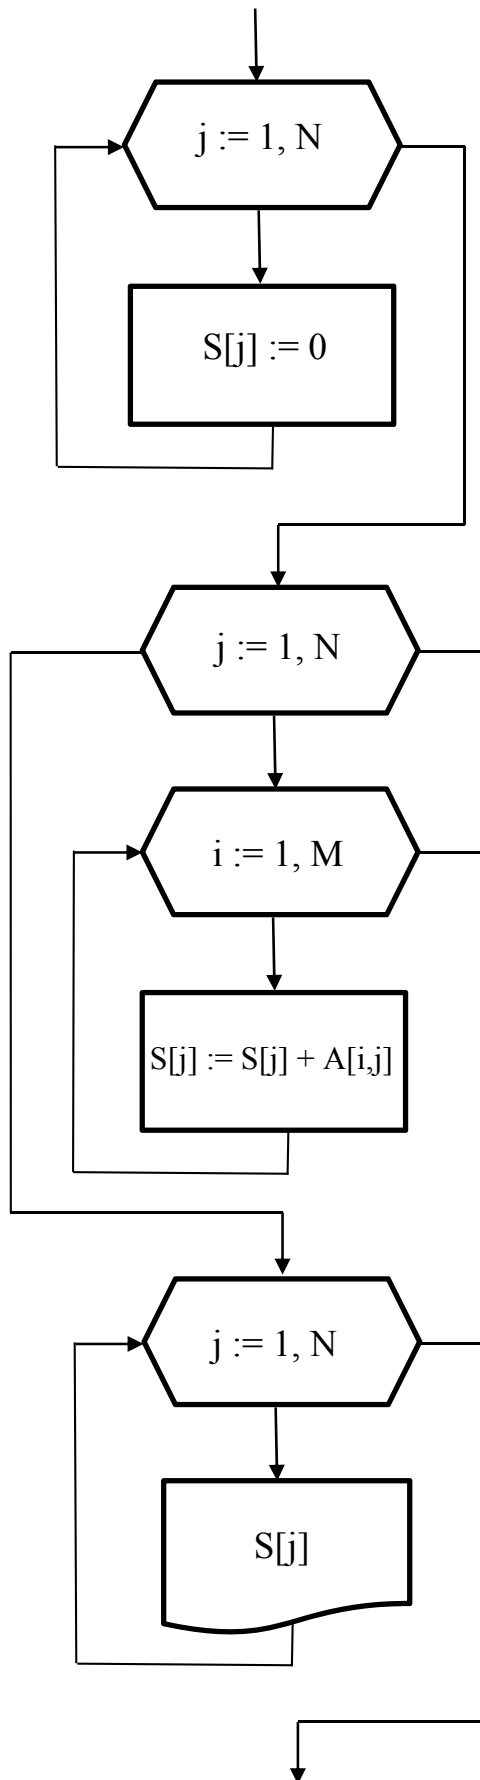 j := 1, N
S[j] := 0
j := 1, N
i := 1, M
S[j] := S[j] + A[i,j]
j := 1, N
S[j]